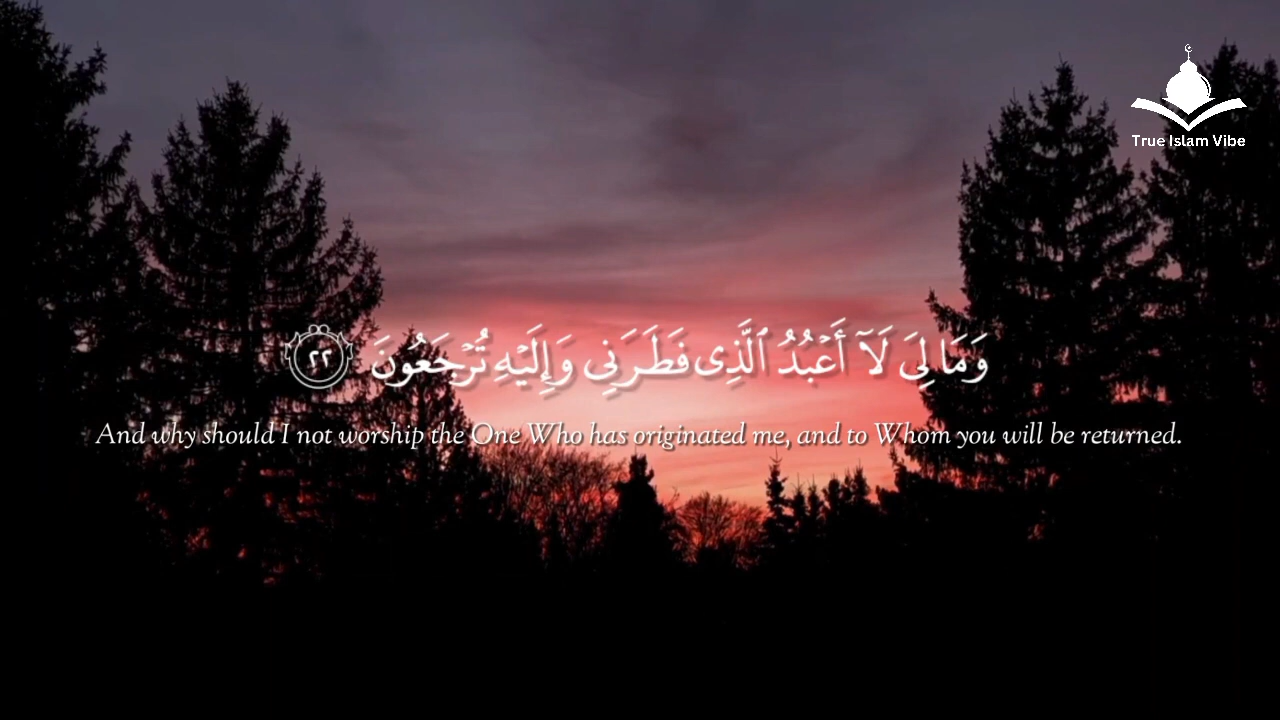 True Islam Vibe
وَمَا لِىَ لَآ أَعْبُدُ ٱلَّذِى فَطَرَنِى وَإِلَيْهِ تُرْجَعُونَ ٢٢
And why should I not worship the One Who has originated me, and to Whom you will be returned.